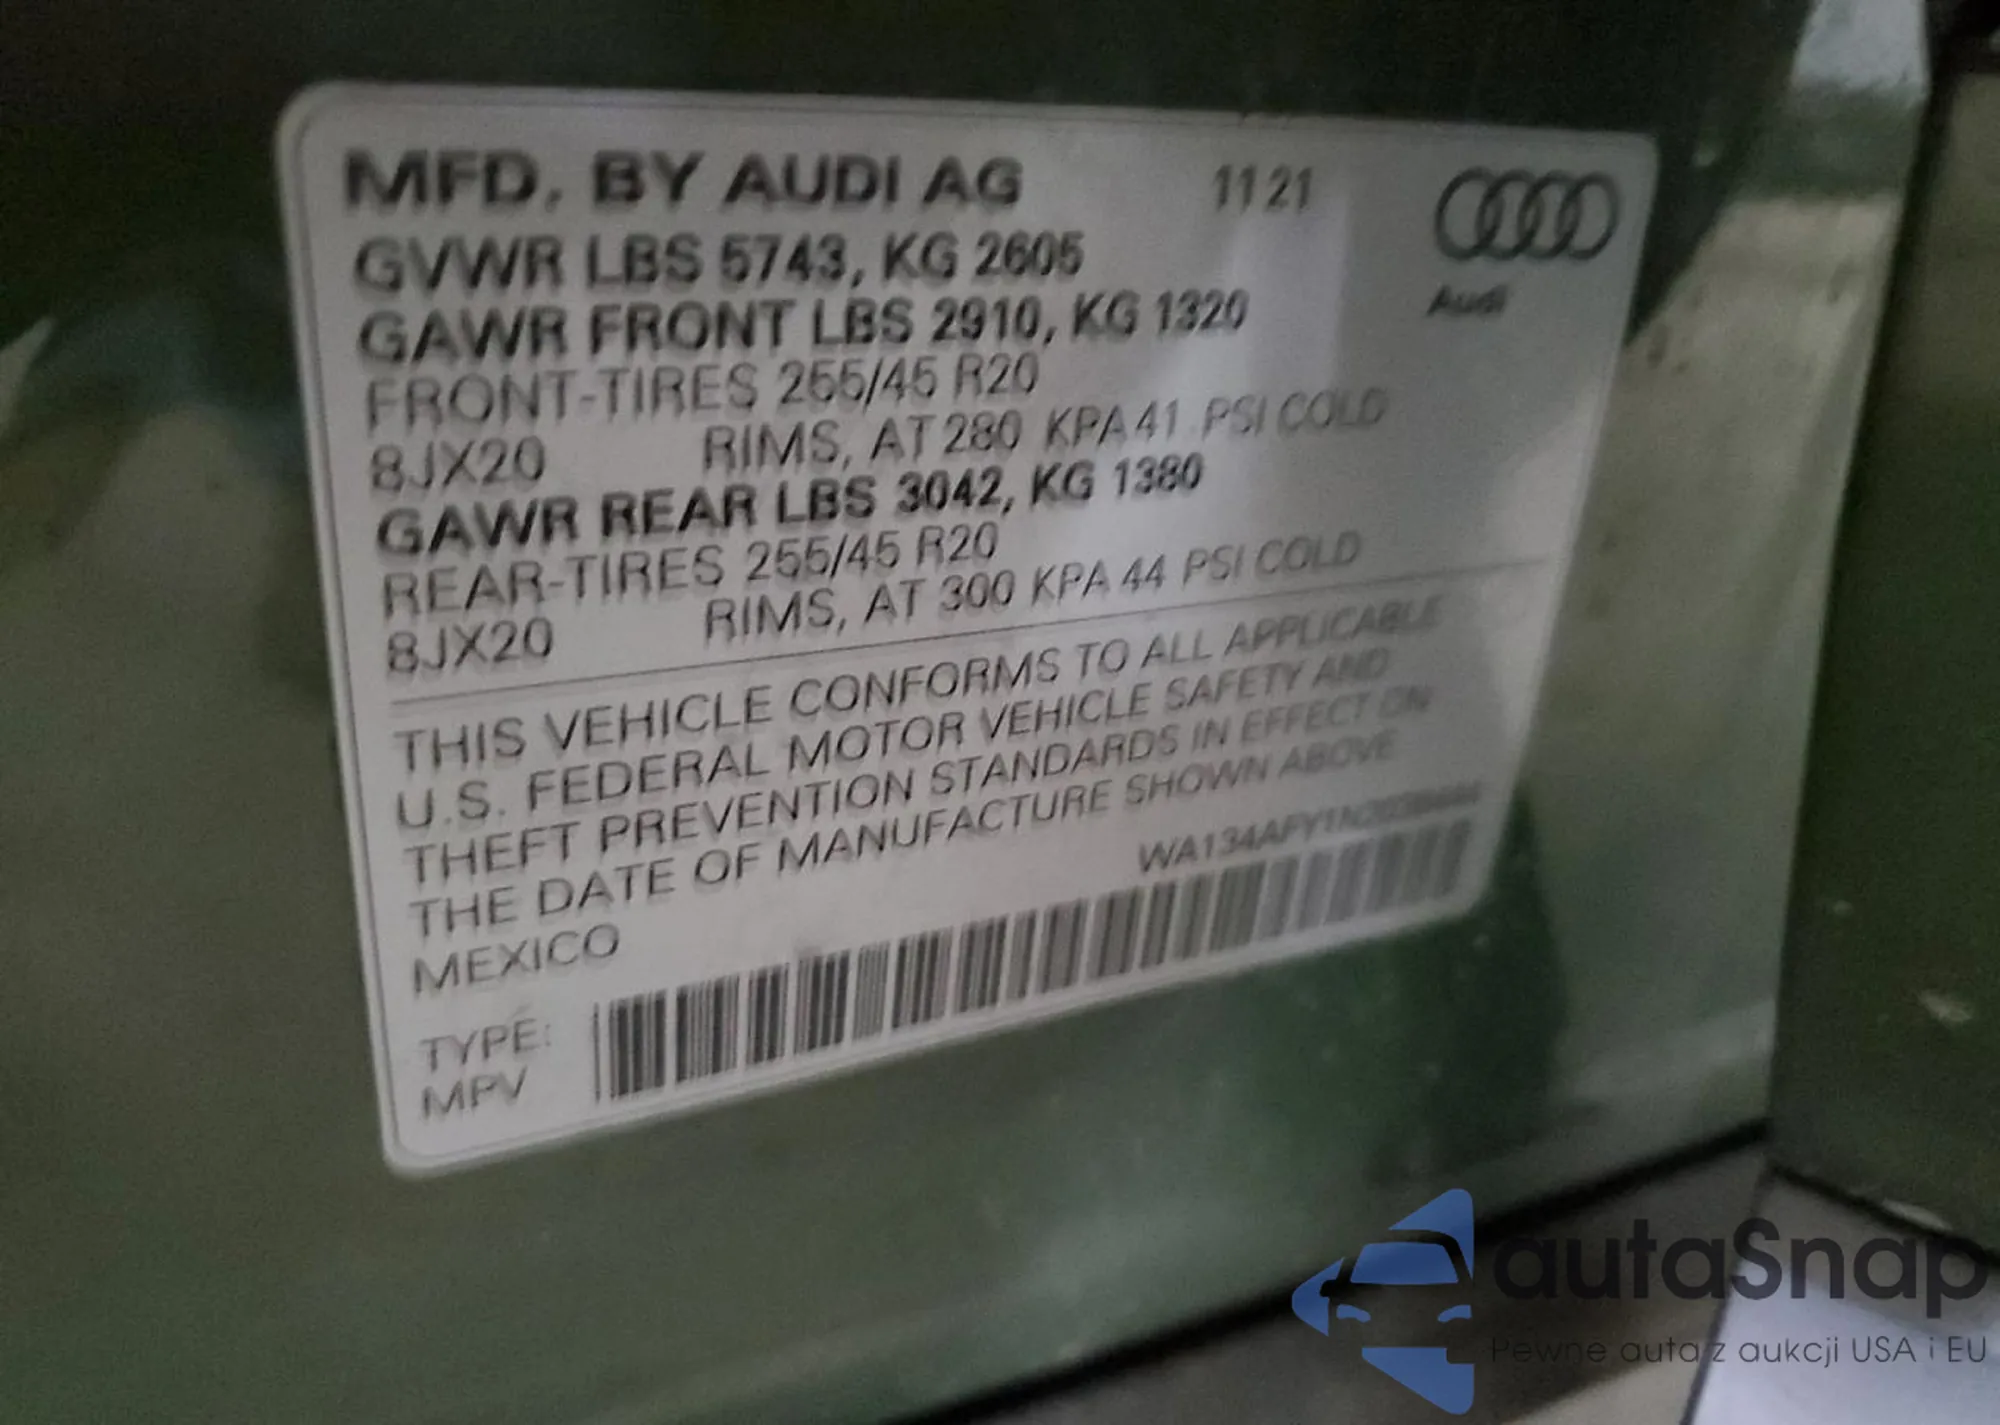 MFD. BY AUDI AG 11 21
Audi
GVWR LBS 5743, KG 2605
GAWR FRONT LBS 2910, KG 1320
FRONT-TIRES 255/45 R20
8JX20 RIMS, AT 280 KPA 41 PSI COLD
GAWR REAR LBS 3042, KG 1380
REAR-TIRES 255/45 R20
8JX20 RIMS, AT 300 KPA 44 PSI COLD
THIS VEHICLE CONFORMS TO ALL APPLICABLE
U.S. FEDERAL MOTOR VEHICLE SAFETY AND
THEFT PREVENTION STANDARDS IN EFFECT ON
THE DATE OF MANUFACTURE SHOWN ABOVE
MEXICO
TYPE:
MPV
autaSnap
Pewne auta z aukcji USA i EU